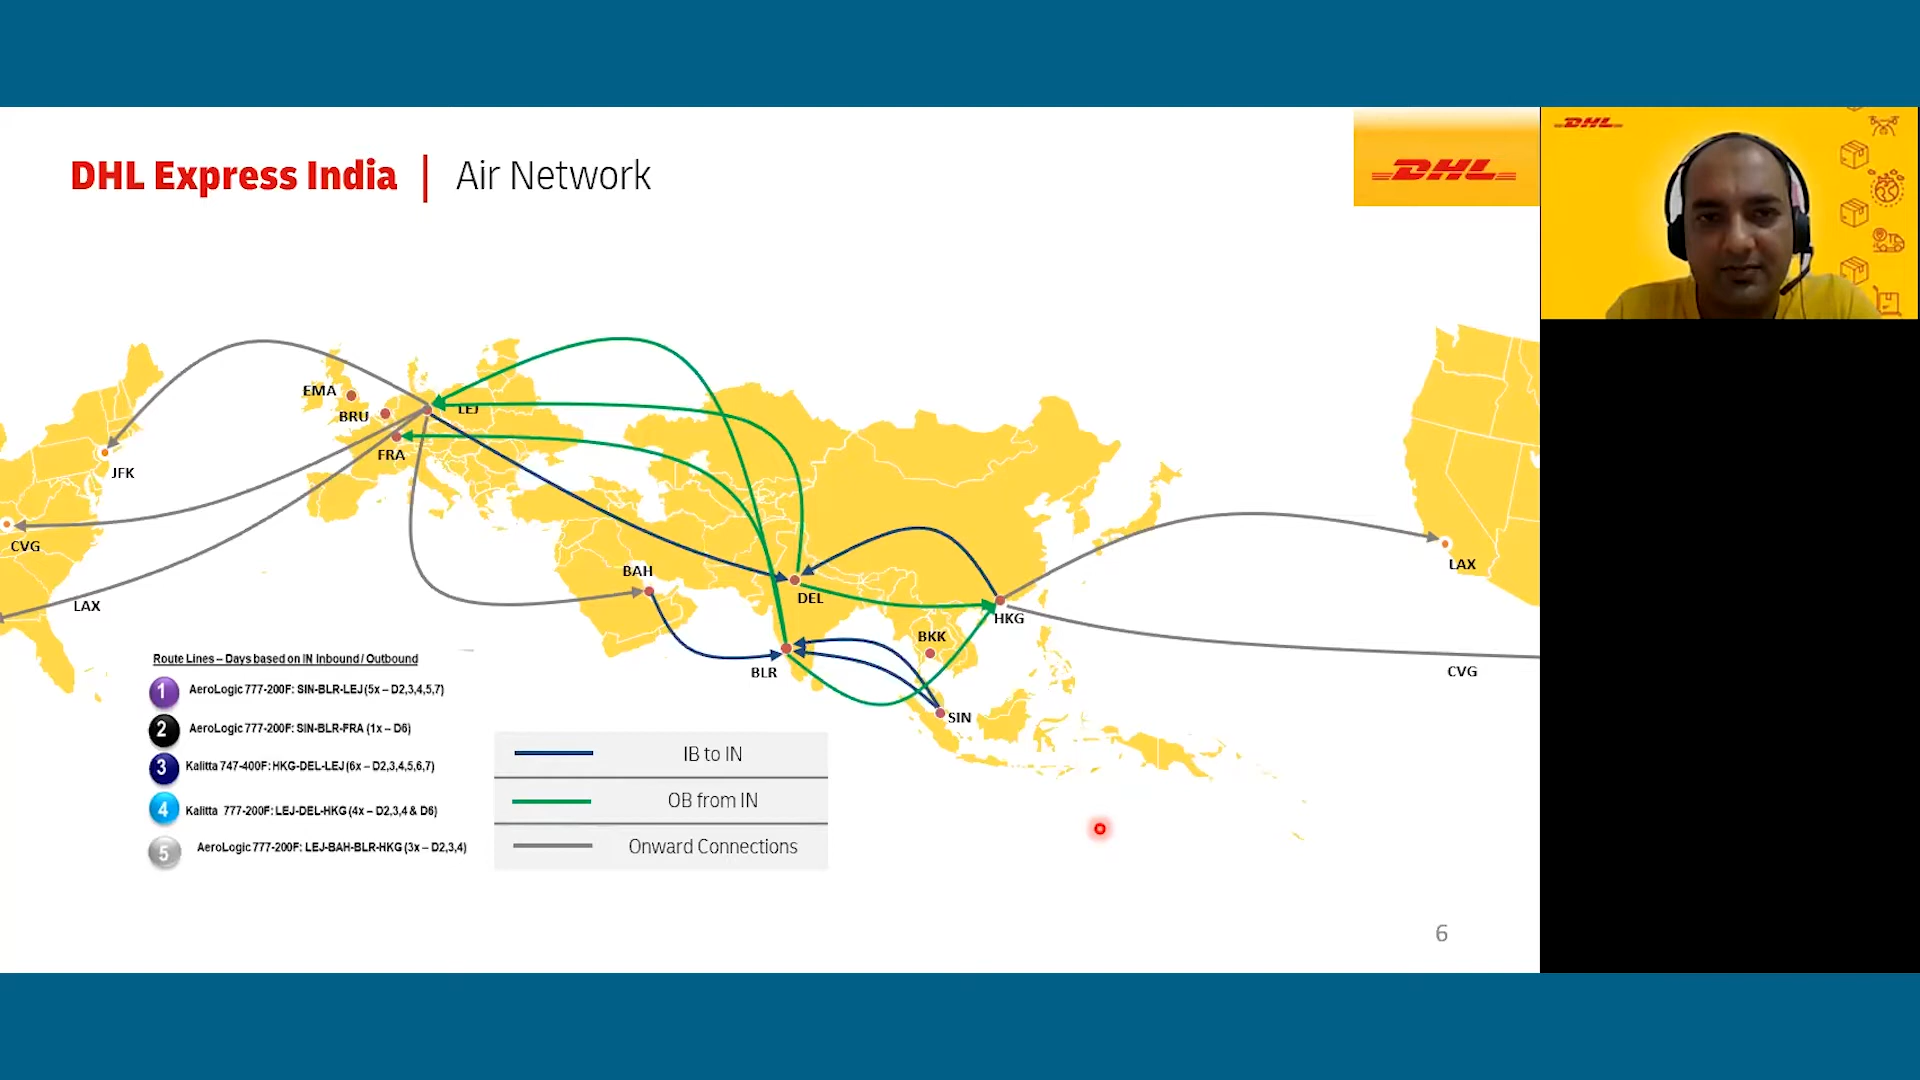 DHL Express India | Air Network
DHL
DHL
EMA
BRU
LEJ
FRA
JFK
CVG
LAX
BAH
DEL
BLR
BKK
HKG
SIN
LAX
CVG
Route Lines – Days based on IN Inbound / Outbound
1 AeroLogic 777-200F: SIN-BLR-LEJ (5x – D2,3,4,5,7)
2 AeroLogic 777-200F: SIN-BLR-FRA (1x – D6)
3 Kalitta 747-400F: HKG-DEL-LEJ (6x – D2,3,4,5,6,7)
4 Kalitta 777-200F: LEJ-DEL-HKG (4x – D2,3,4 & D6)
5 AeroLogic 777-200F: LEJ-BAH-BLR-HKG (3x – D2,3,4)
IB to IN
OB from IN
Onward Connections
6